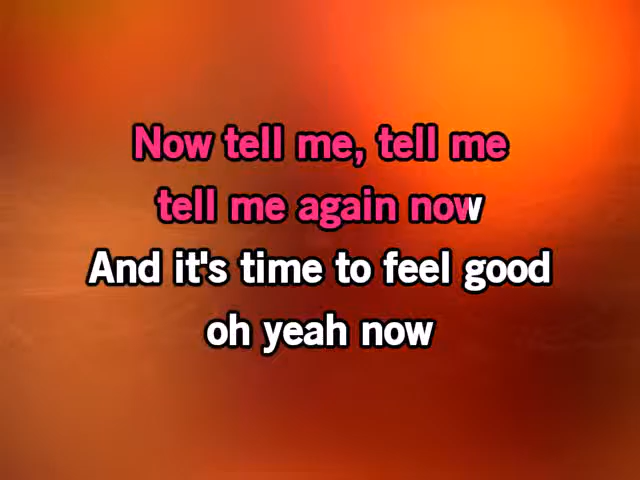 Now tell me, tell me
tell me again now
And it's time to feel good
oh yeah now